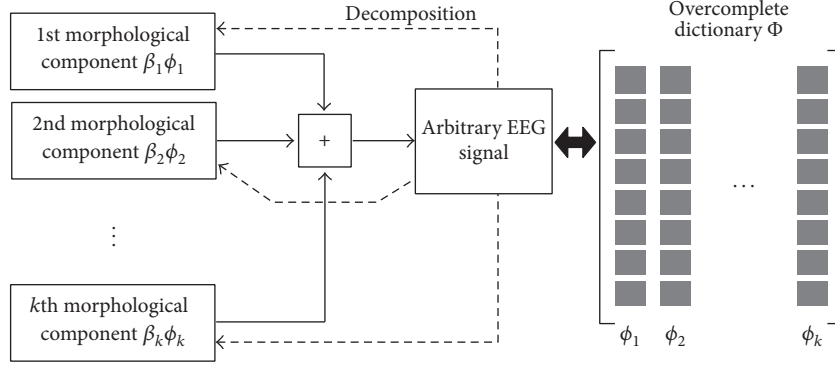 Decomposition
Overcomplete
dictionary Φ
1st morphological
component β₁ϕ₁
2nd morphological
component β₂ϕ₂
⋮
kth morphological
component βₖϕₖ
+
Arbitrary EEG
signal
⋯
ϕ₁ ϕ₂ ϕₖ